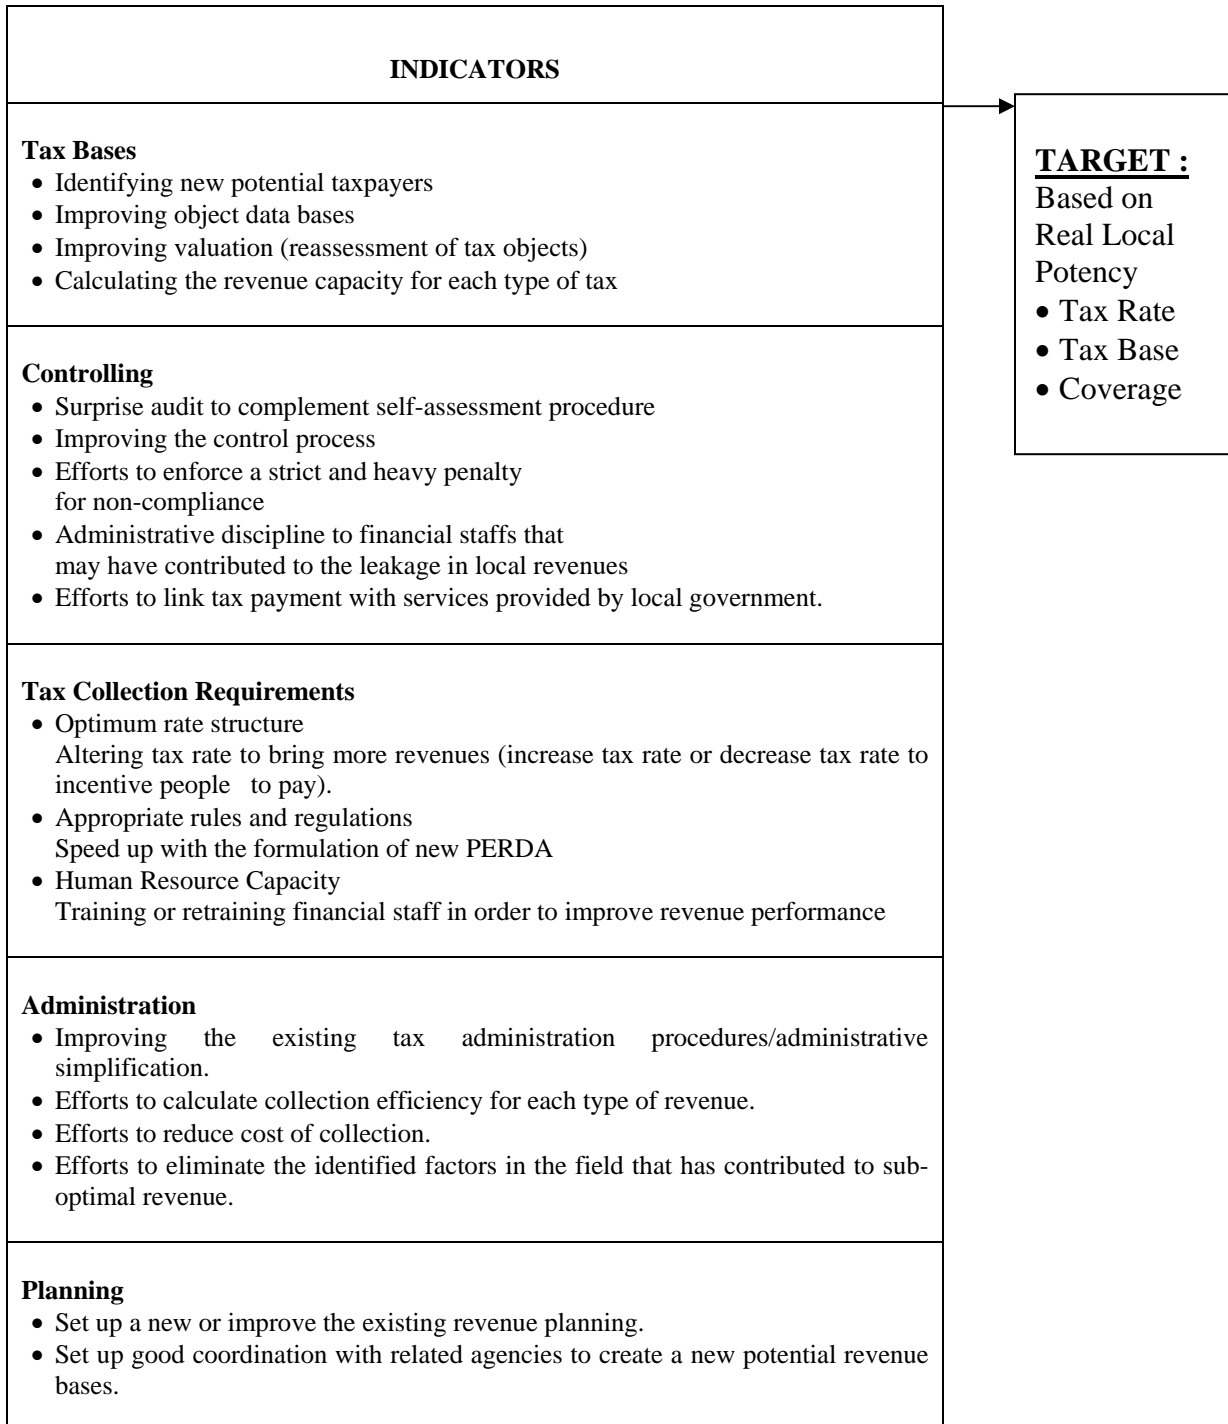 INDICATORS
Tax Bases
• Identifying new potential taxpayers
• Improving object data bases
• Improving valuation (reassessment of tax objects)
• Calculating the revenue capacity for each type of tax
Controlling
• Surprise audit to complement self-assessment procedure
• Improving the control process
• Efforts to enforce a strict and heavy penalty
for non-compliance
• Administrative discipline to financial staffs that
may have contributed to the leakage in local revenues
• Efforts to link tax payment with services provided by local government.
Tax Collection Requirements
• Optimum rate structure
Altering tax rate to bring more revenues (increase tax rate or decrease tax rate to
incentive people to pay).
• Appropriate rules and regulations
Speed up with the formulation of new PERDA
• Human Resource Capacity
Training or retraining financial staff in order to improve revenue performance
Administration
• Improving the existing tax administration procedures/administrative
simplification.
• Efforts to calculate collection efficiency for each type of revenue.
• Efforts to reduce cost of collection.
• Efforts to eliminate the identified factors in the field that has contributed to sub-
optimal revenue.
Planning
• Set up a new or improve the existing revenue planning.
• Set up good coordination with related agencies to create a new potential revenue
bases.
TARGET :
Based on
Real Local
Potency
• Tax Rate
• Tax Base
• Coverage